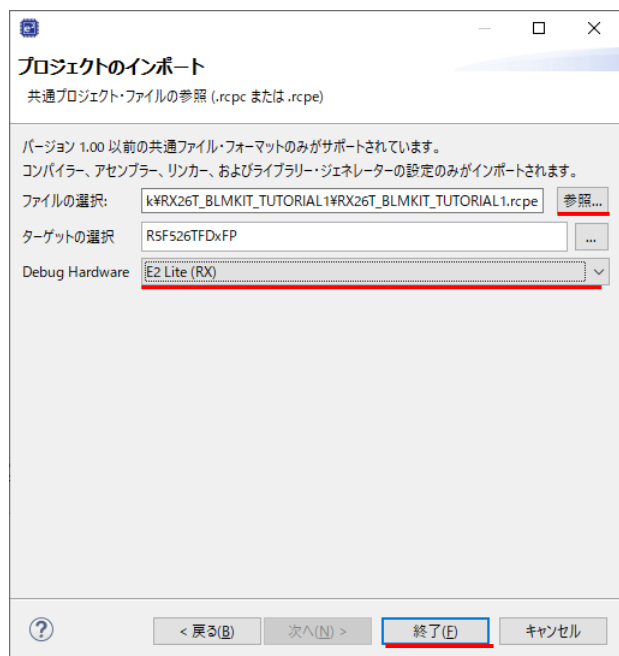 プロジェクトのインポート
共通プロジェクト・ファイルの参照 (.rcpc または .rcpe)
バージョン 1.00 以前の共通ファイル・フォーマットのみがサポートされています。
コンパイラー、アセンブラー、リンカー、およびライブラリー・ジェネレーターの設定のみがインポートされます。
ファイルの選択: k¥RX26T_BLMKIT_TUTORIAL1¥RX26T_BLMKIT_TUTORIAL1.rcpe 参照...
ターゲットの選択 R5F526TFDxFP ...
Debug Hardware E2 Lite (RX)
? < 戻る(B) 次へ(N) > 終了(F) キャンセル